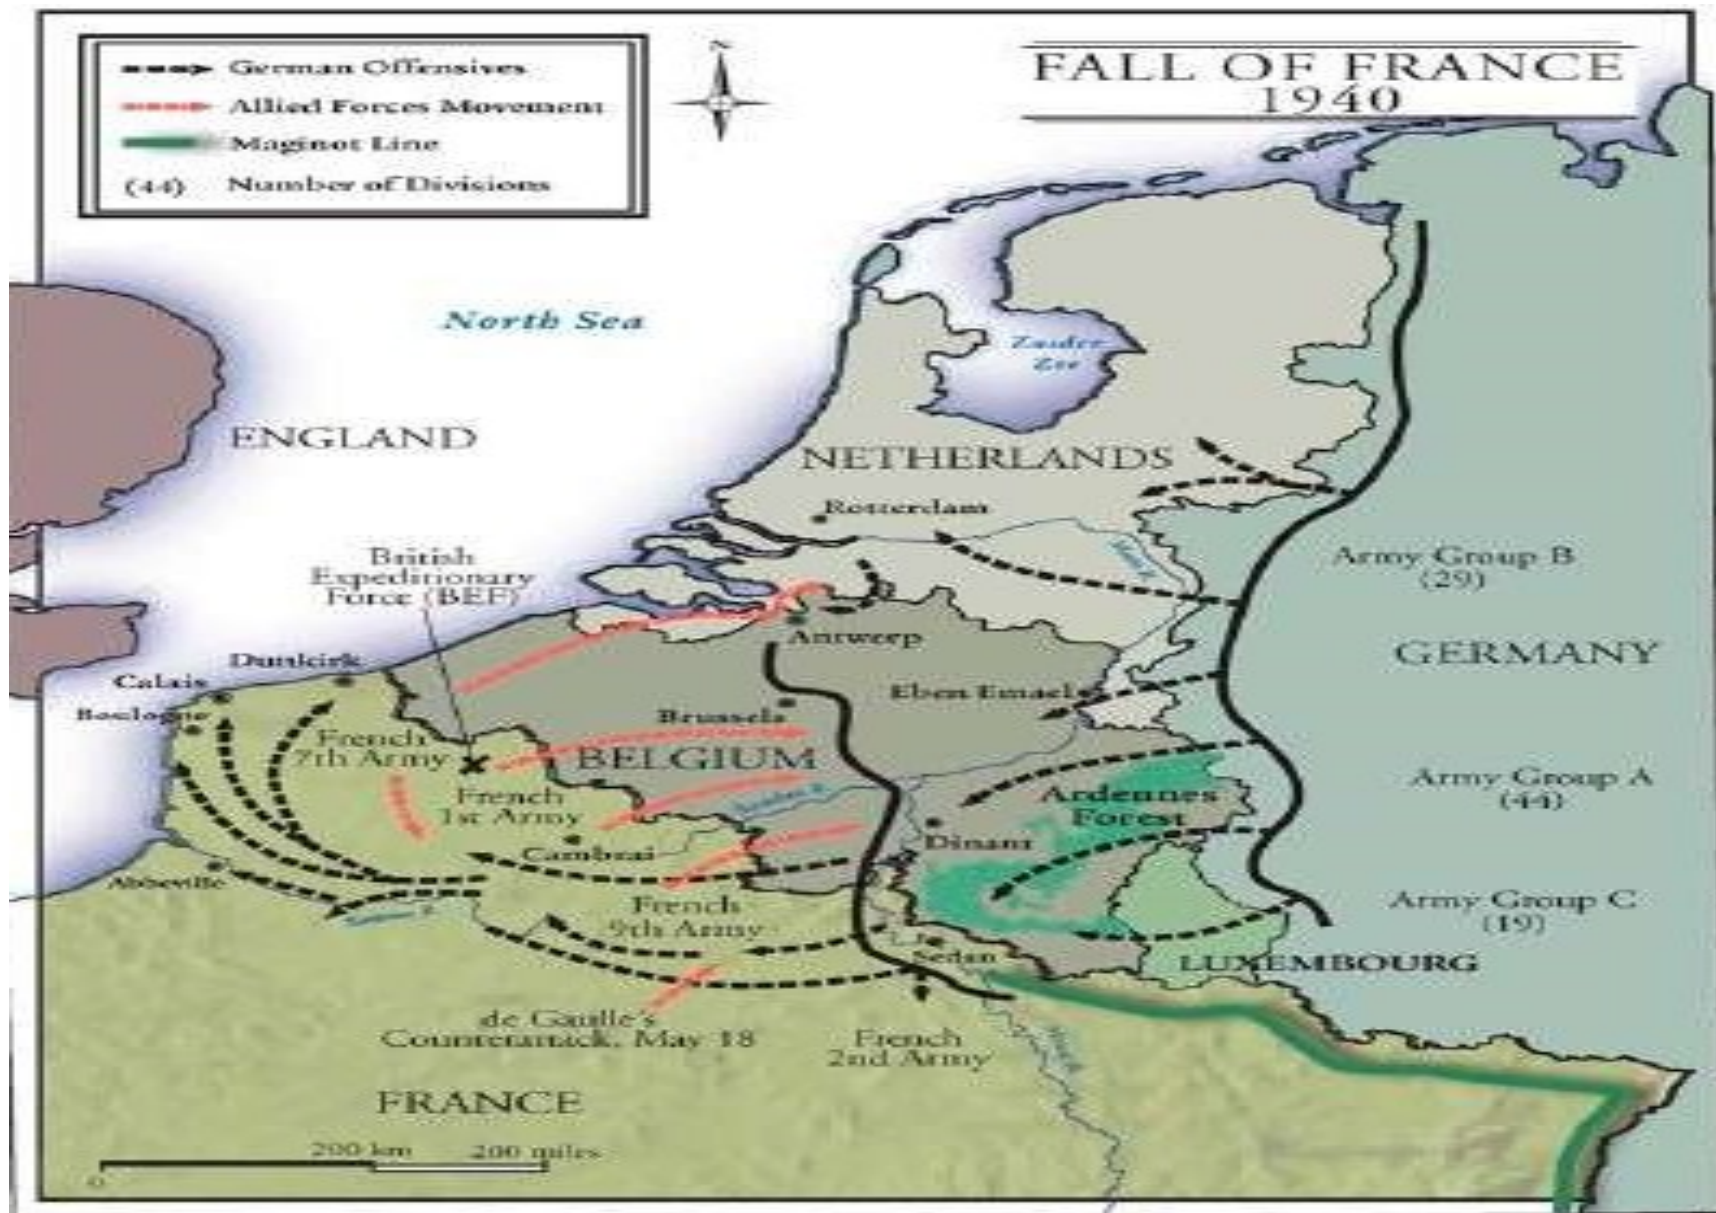 German Offensives
Allied Forces Movement
Maginot Line
(44) Number of Divisions
N
FALL OF FRANCE
1940
North Sea
Zuider
Zee
ENGLAND
NETHERLANDS
Rotterdam
British
Expeditionary
Force (BEF)
Army Group B
(29)
Antwerp
GERMANY
Dunkirk
Calais
Eben Emael
Boulogne
Brussels
French
7th Army
BELGIUM
Army Group A
(44)
Ardennes
Forest
French
1st Army
Dinant
Cambrai
Abbeville
Army Group C
(19)
French
9th Army
Sedan
LUXEMBOURG
de Gaulle's
Counterattack, May 18
French
2nd Army
FRANCE
200 km 200 miles
0